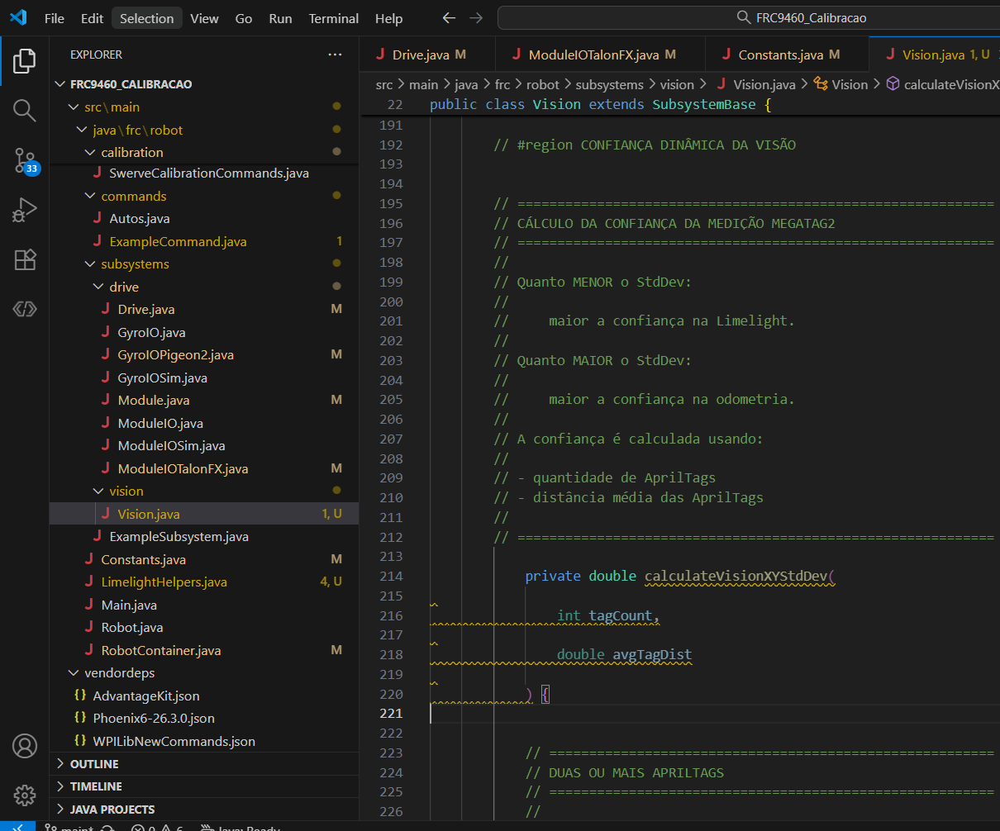 File Edit Selection View Go Run Terminal Help FRC9460_Calibracao
EXPLORER ···
Drive.java M ModuleIOTalonFX.java M Constants.java M Vision.java 1, U
src > main > java > frc > robot > subsystems > vision > Vision.java > Vision > calculateVisionX
FRC9460_CALIBRACAO
src\main
java\frc\robot
calibration
SwerveCalibrationCommands.java
commands
Autos.java
ExampleCommand.java 1
subsystems
drive
Drive.java M
GyroIO.java
GyroIOPigeon2.java M
GyroIOSim.java
Module.java M
ModuleIO.java
ModuleIOSim.java
ModuleIOTalonFX.java M
vision
Vision.java 1, U
ExampleSubsystem.java
Constants.java M
LimelightHelpers.java 4, U
Main.java
Robot.java
RobotContainer.java M
vendordeps
{} AdvantageKit.json
{} Phoenix6-26.3.0.json
{} WPILibNewCommands.json
OUTLINE
TIMELINE
JAVA PROJECTS
33
22 public class Vision extends SubsystemBase {
191
192 // #region CONFIANÇA DINÂMICA DA VISÃO
193
194
195 // ============================================================
196 // CÁLCULO DA CONFIANÇA DA MEDIÇÃO MEGATAG2
197 // ============================================================
198 //
199 // Quanto MENOR o StdDev:
200 //
201 // maior a confiança na Limelight.
202 //
203 // Quanto MAIOR o StdDev:
204 //
205 // maior a confiança na odometria.
206 //
207 // A confiança é calculada usando:
208 //
209 // - quantidade de AprilTags
210 // - distância média das AprilTags
211 //
212 // ============================================================
213
214 private double calculateVisionXYStdDev(
215
216 int tagCount,
217
218 double avgTagDist
219
220 ) {
221
222
223 // ========================================================
224 // DUAS OU MAIS APRILTAGS
225 // ========================================================
226 //
main* 0 6 Java: Ready